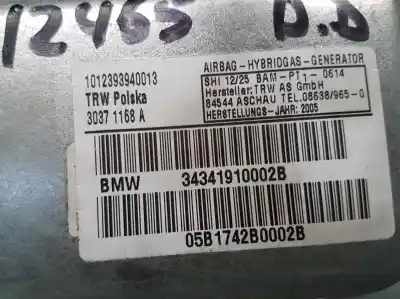 12465 D.D
1012393940013
TRW Polska
3037 1168 A
AIRBAG-HYBRIDGAS-GENERATOR
SHI 12/25 BAM-PT1-0614
Hersteller:TRW AS GmbH
84544 ASCHAU TEL.08638/965-0
HERSTELLUNGS-JAHR:2005
BMW 34341910002B
05B1742B0002B